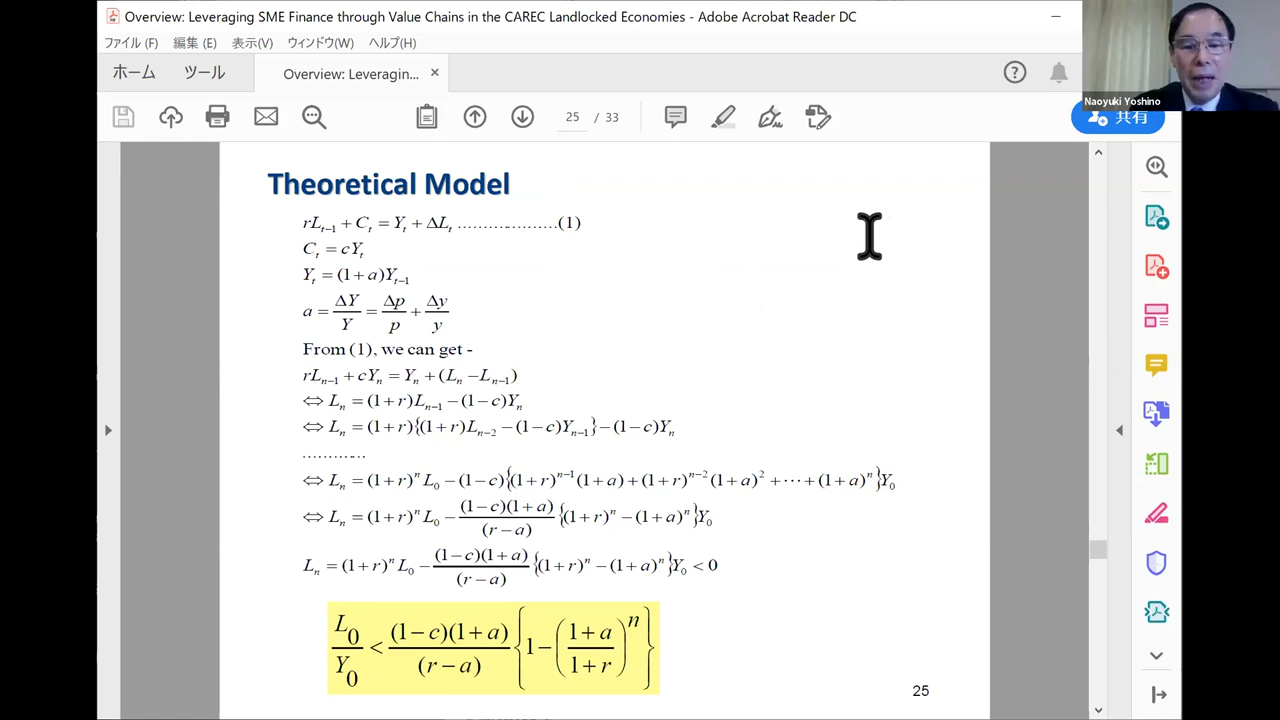 Overview: Leveraging SME Finance through Value Chains in the CAREC Landlocked Economies - Adobe Acrobat Reader DC
ファイル (F) 編集 (E) 表示(V) ウィンドウ(W) ヘルプ(H)
ホーム ツール Overview: Leveragin... ×
25 / 33
Naoyuki Yoshino
共有
Theoretical Model
rL_{t-1} + C_t = Y_t + ΔL_t ....................(1)
C_t = cY_t
Y_t = (1+a)Y_{t-1}
a = ΔY/Y = Δp/p + Δy/y
From (1), we can get -
rL_{n-1} + cY_n = Y_n + (L_n − L_{n-1})
⇔ L_n = (1+r)L_{n-1} − (1−c)Y_n
⇔ L_n = (1+r){(1+r)L_{n-2} − (1−c)Y_{n-1}} − (1−c)Y_n
............
⇔ L_n = (1+r)^n L_0 − (1−c){(1+r)^{n-1}(1+a) + (1+r)^{n-2}(1+a)^2 + ⋯ + (1+a)^n}Y_0
⇔ L_n = (1+r)^n L_0 − (1−c)(1+a)/(r−a) {(1+r)^n − (1+a)^n}Y_0
L_n = (1+r)^n L_0 − (1−c)(1+a)/(r−a) {(1+r)^n − (1+a)^n}Y_0 < 0
L_0/Y_0 < (1−c)(1+a)/(r−a) {1 − ((1+a)/(1+r))^n}
25